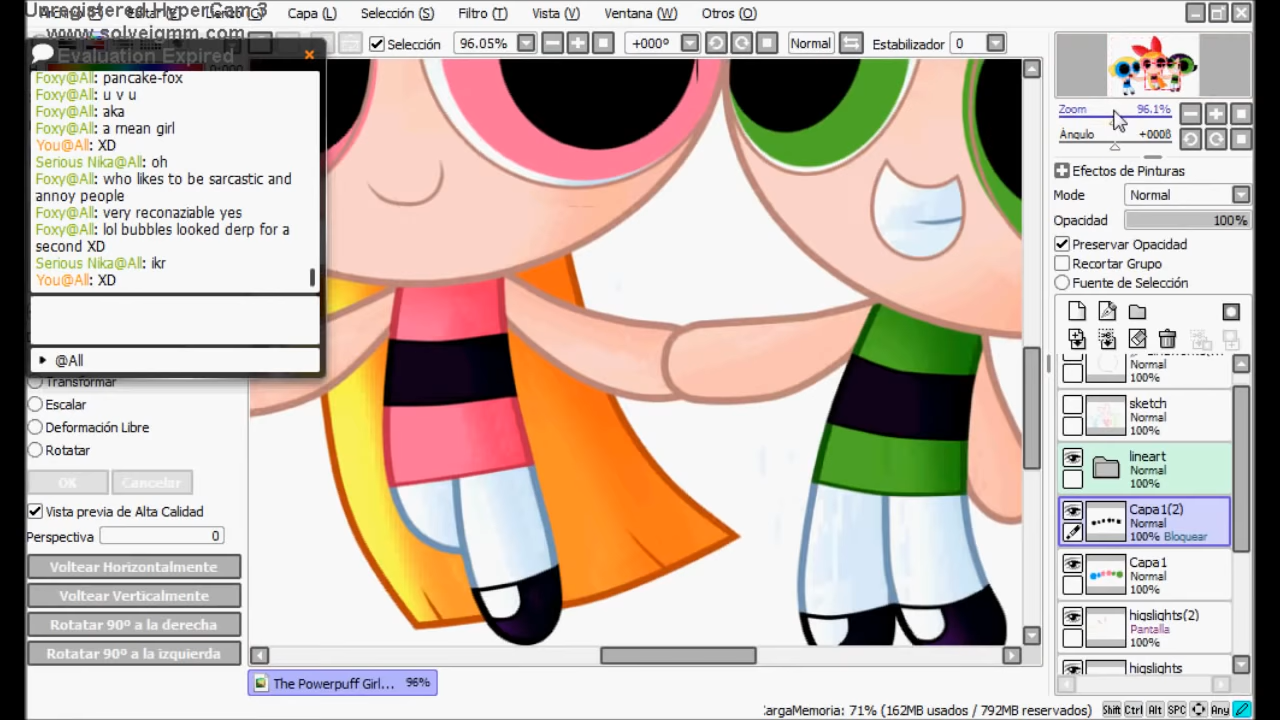 Unregistered HyperCam 3
www.solveigmm.com
Evaluation Expired
Capa (L)
Selección (S)
Filtro (T)
Vista (V)
Ventana (W)
Otros (O)
Selección
96.05%
+000º
Normal
Estabilizador
0
Foxy@All: pancake-fox
Foxy@All: u v u
Foxy@All: aka
Foxy@All: a mean girl
You@All: XD
Serious Nika@All: oh
Foxy@All: who likes to be sarcastic and
annoy people
Foxy@All: very reconaziable yes
Foxy@All: lol bubbles looked derp for a
second XD
Serious Nika@All: ikr
You@All: XD
@All
Transformar
Escalar
Deformación Libre
Rotatar
OK
Cancelar
Vista previa de Alta Calidad
Perspectiva
0
Voltear Horizontalmente
Voltear Verticalmente
Rotatar 90º a la derecha
Rotatar 90º a la izquierda
Zoom
96.1%
Ángulo
+000ß
Efectos de Pinturas
Mode
Normal
Opacidad
100%
Preservar Opacidad
Recortar Grupo
Fuente de Selección
Normal
100%
sketch
Normal
100%
lineart
Normal
100%
Capa1(2)
Normal
100% Bloquear
Capa1
Normal
100%
higslights(2)
Pantalla
100%
higslights
The Powerpuff Girl...
96%
CargaMemoria: 71% (162MB usados / 792MB reservados)
Shift Ctrl Alt SPC Any